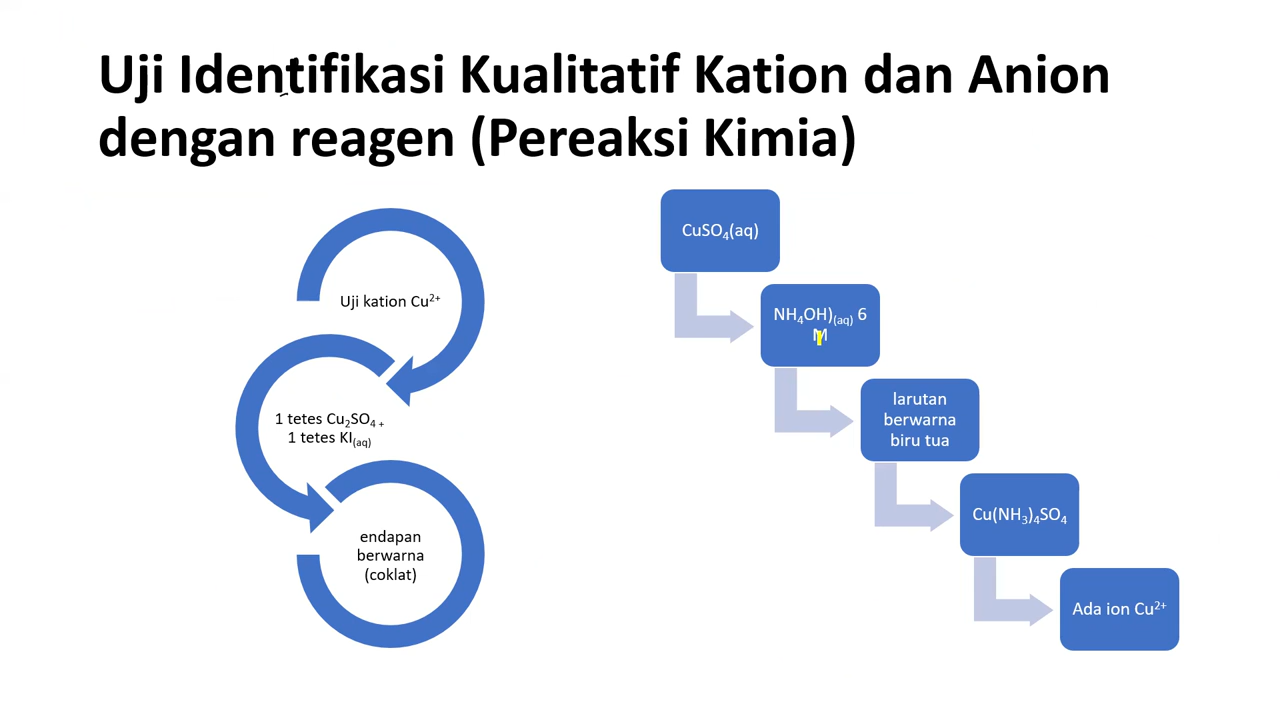 Uji Identifikasi Kualitatif Kation dan Anion
dengan reagen (Pereaksi Kimia)
Uji kation Cu²⁺
1 tetes Cu₂SO₄ ₊
1 tetes KI₍aq₎
endapan
berwarna
(coklat)
CuSO₄(aq)
NH₄OH)₍aq₎ 6
M
larutan
berwarna
biru tua
Cu(NH₃)₄SO₄
Ada ion Cu²⁺